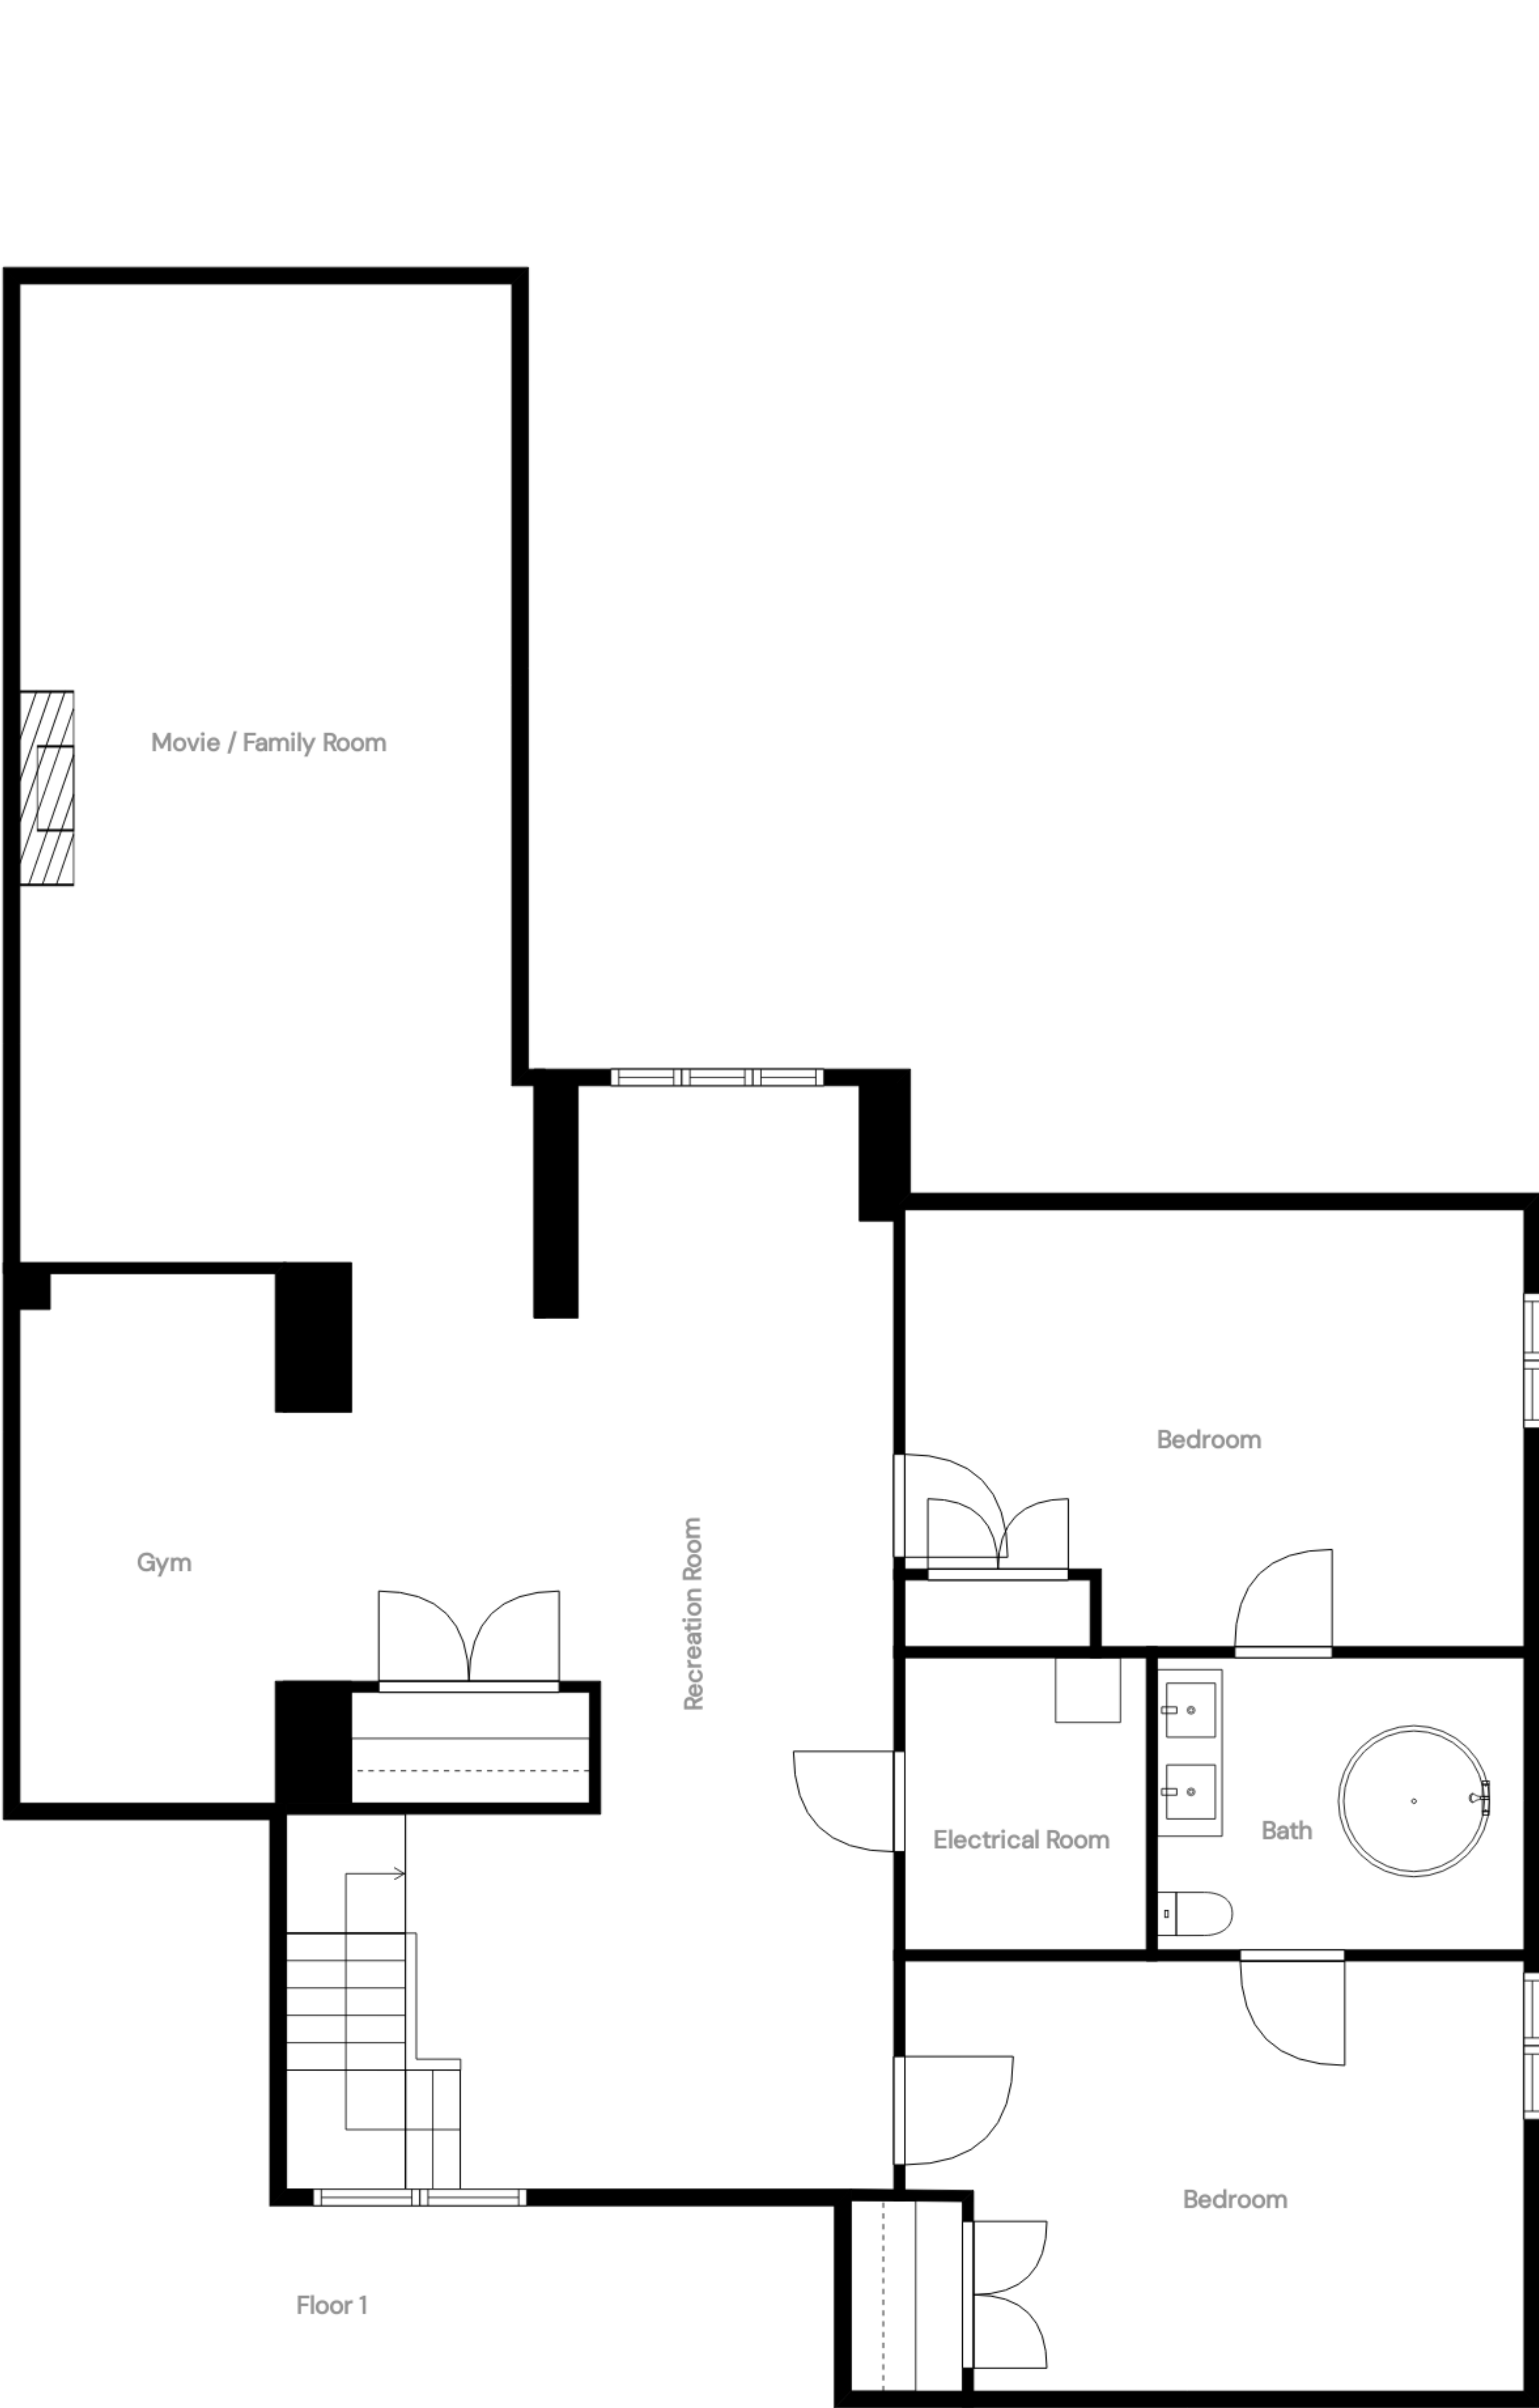 Movie / Family Room
Bedroom
Gym
Recreation Room
Electrical Room
Bath
Bedroom
Floor 1